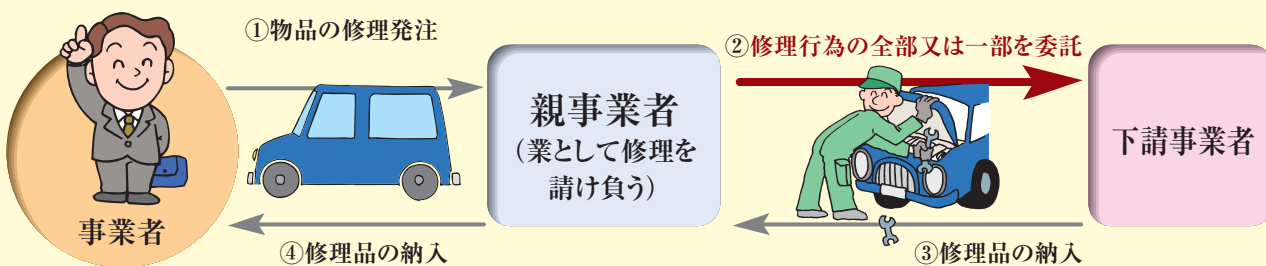 ①物品の修理発注
②修理行為の全部又は一部を委託
親事業者
（業として修理を
請け負う）
下請事業者
事業者
④修理品の納入
③修理品の納入